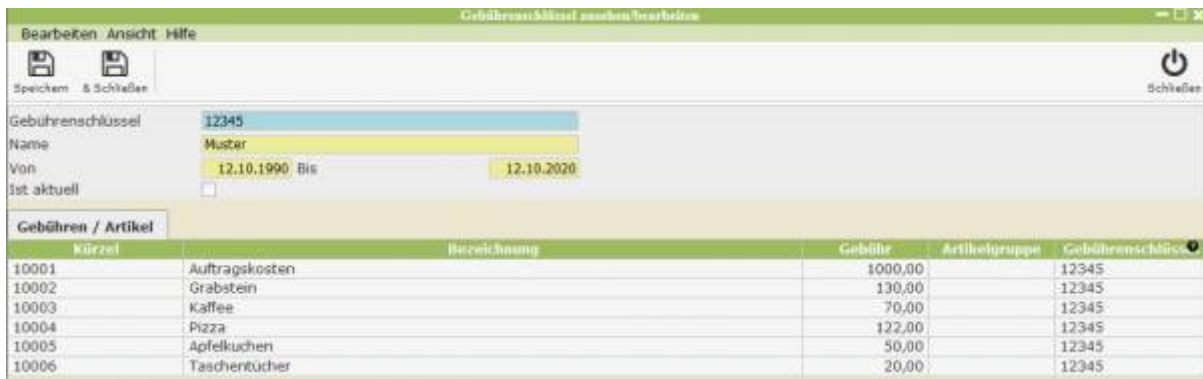 Gebührenschlüssel ansehen/bearbeiten
Bearbeiten Ansicht Hilfe
Speichern & Schließen Schließen
Gebührenschlüssel 12345
Name Muster
Von 12.10.1990 Bis 12.10.2020
Ist aktuell
Gebühren / Artikel
Kürzel Bezeichnung Gebühr Artikelgruppe Gebührenschlüss
10001 Auftragskosten 1000,00 12345
10002 Grabstein 130,00 12345
10003 Kaffee 70,00 12345
10004 Pizza 122,00 12345
10005 Apfelkuchen 50,00 12345
10006 Taschentücher 20,00 12345